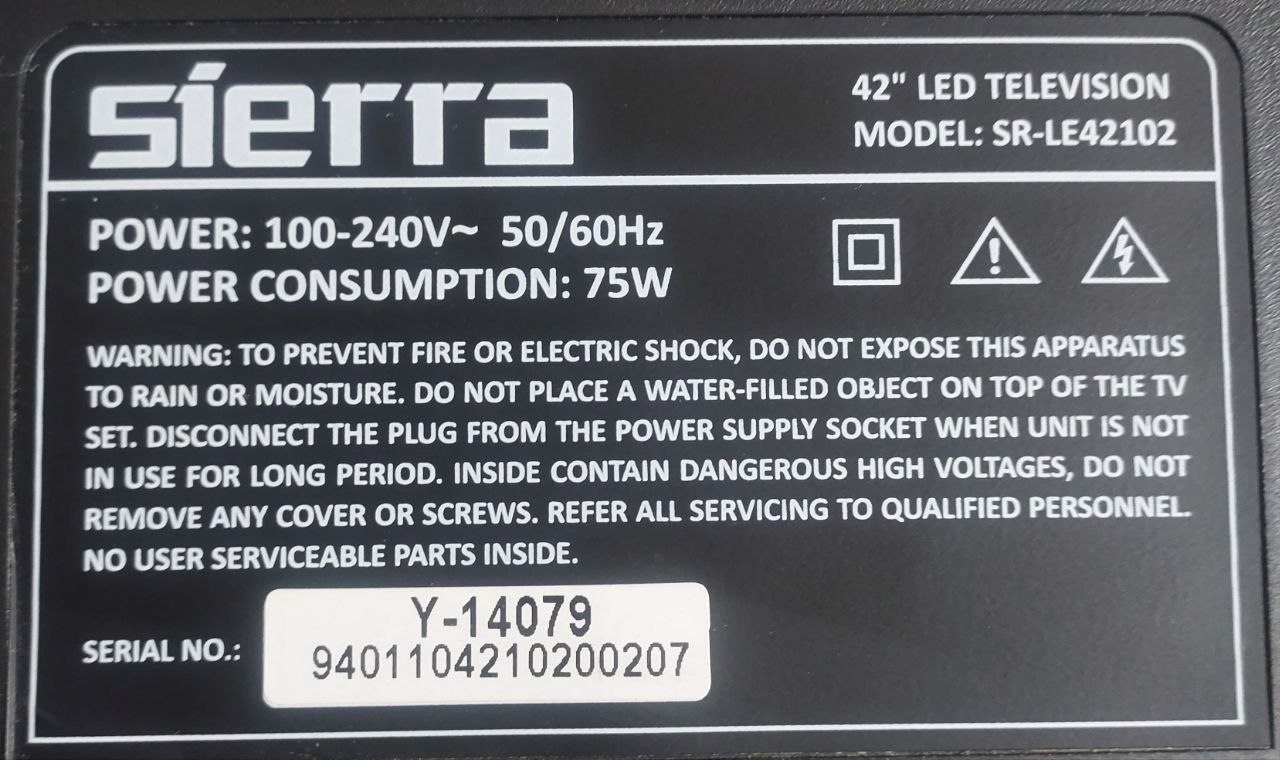 sierra
42" LED TELEVISION
MODEL: SR-LE42102
POWER: 100-240V~ 50/60Hz
POWER CONSUMPTION: 75W
WARNING: TO PREVENT FIRE OR ELECTRIC SHOCK, DO NOT EXPOSE THIS APPARATUS
TO RAIN OR MOISTURE. DO NOT PLACE A WATER-FILLED OBJECT ON TOP OF THE TV
SET. DISCONNECT THE PLUG FROM THE POWER SUPPLY SOCKET WHEN UNIT IS NOT
IN USE FOR LONG PERIOD. INSIDE CONTAIN DANGEROUS HIGH VOLTAGES, DO NOT
REMOVE ANY COVER OR SCREWS. REFER ALL SERVICING TO QUALIFIED PERSONNEL.
NO USER SERVICEABLE PARTS INSIDE.
SERIAL NO.:
Y-14079
9401104210200207